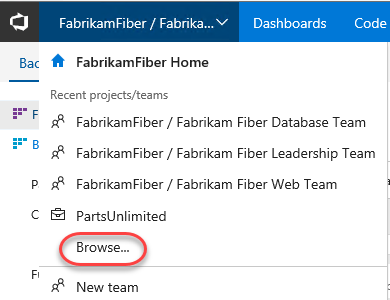 FabrikamFiber / Fabrika...
Dashboards
Code
Bac
FabrikamFiber Home
Recent projects/teams
F
FabrikamFiber / Fabrikam Fiber Database Team
B
FabrikamFiber / Fabrikam Fiber Leadership Team
FabrikamFiber / Fabrikam Fiber Web Team
P
PartsUnlimited
C
Browse...
Fu
New team